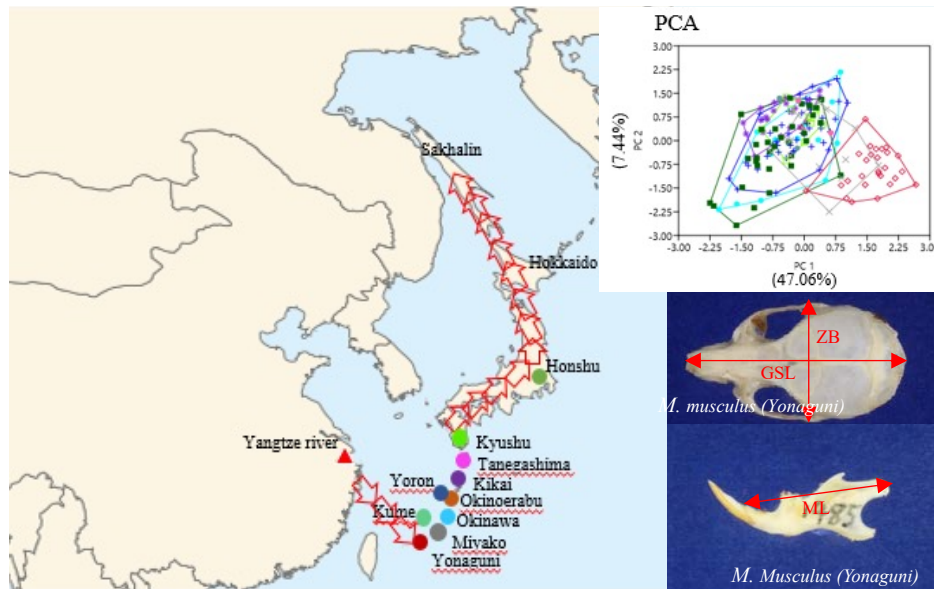 PCA
3.00
1.50
0.75
0.00
-0.75
-1.50
-2.25
-3.00
PC 2
(7.44%)
-3.00 -2.25 -1.50 -0.75 0.00 0.75 1.50 2.25 3.00
PC 1
(47.06%)
Sakhalin
Hokkaido
Honshu
Kyushu
Yangtze river
Tanegashima
Kikai
Yoron
Okinoerabu
Kume
Okinawa
Miyako
Yonaguni
ZB
GSL
M. musculus (Yonaguni)
ML
M. Musculus (Yonaguni)